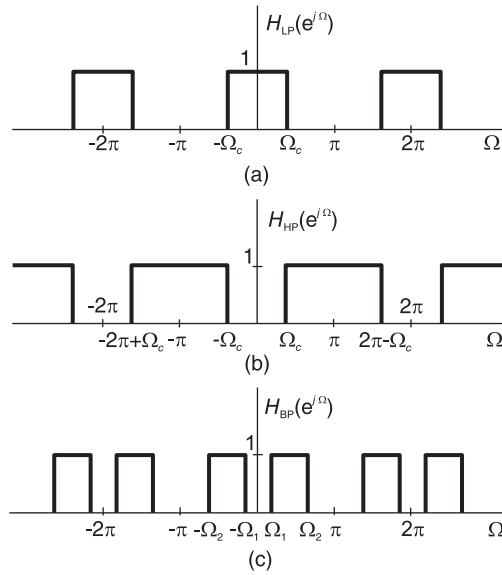 H_LP(e^jΩ)
1
-2π -π -Ω_c Ω_c π 2π Ω
(a)
H_HP(e^jΩ)
1
-2π 2π
-2π+Ω_c -π -Ω_c Ω_c π 2π-Ω_c Ω
(b)
H_BP(e^jΩ)
1
-2π -π -Ω_2 -Ω_1 Ω_1 Ω_2 π 2π Ω
(c)